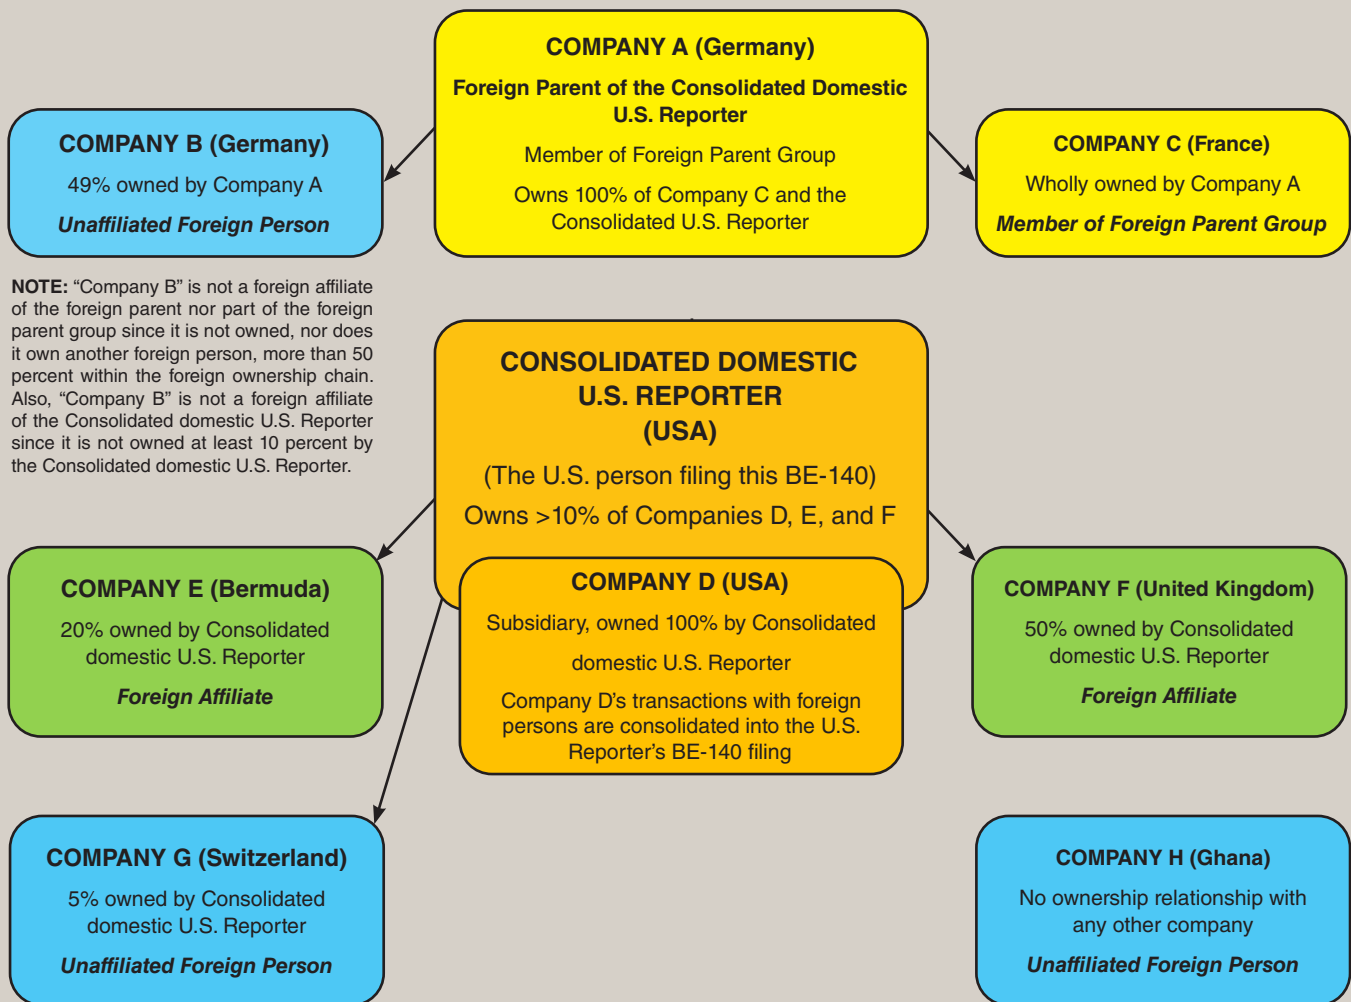 COMPANY A (Germany)
Foreign Parent of the Consolidated Domestic
U.S. Reporter
Member of Foreign Parent Group
Owns 100% of Company C and the
Consolidated U.S. Reporter
COMPANY B (Germany)
49% owned by Company A
Unaffiliated Foreign Person
COMPANY C (France)
Wholly owned by Company A
Member of Foreign Parent Group
NOTE: “Company B” is not a foreign affiliate
of the foreign parent nor part of the foreign
parent group since it is not owned, nor does
it own another foreign person, more than 50
percent within the foreign ownership chain.
Also, “Company B” is not a foreign affiliate
of the Consolidated domestic U.S. Reporter
since it is not owned at least 10 percent by
the Consolidated domestic U.S. Reporter.
CONSOLIDATED DOMESTIC
U.S. REPORTER
(USA)
(The U.S. person filing this BE-140)
Owns >10% of Companies D, E, and F
COMPANY E (Bermuda)
20% owned by Consolidated
domestic U.S. Reporter
Foreign Affiliate
COMPANY D (USA)
Subsidiary, owned 100% by Consolidated
domestic U.S. Reporter
Company D’s transactions with foreign
persons are consolidated into the U.S.
Reporter’s BE-140 filing
COMPANY F (United Kingdom)
50% owned by Consolidated
domestic U.S. Reporter
Foreign Affiliate
COMPANY G (Switzerland)
5% owned by Consolidated
domestic U.S. Reporter
Unaffiliated Foreign Person
COMPANY H (Ghana)
No ownership relationship with
any other company
Unaffiliated Foreign Person